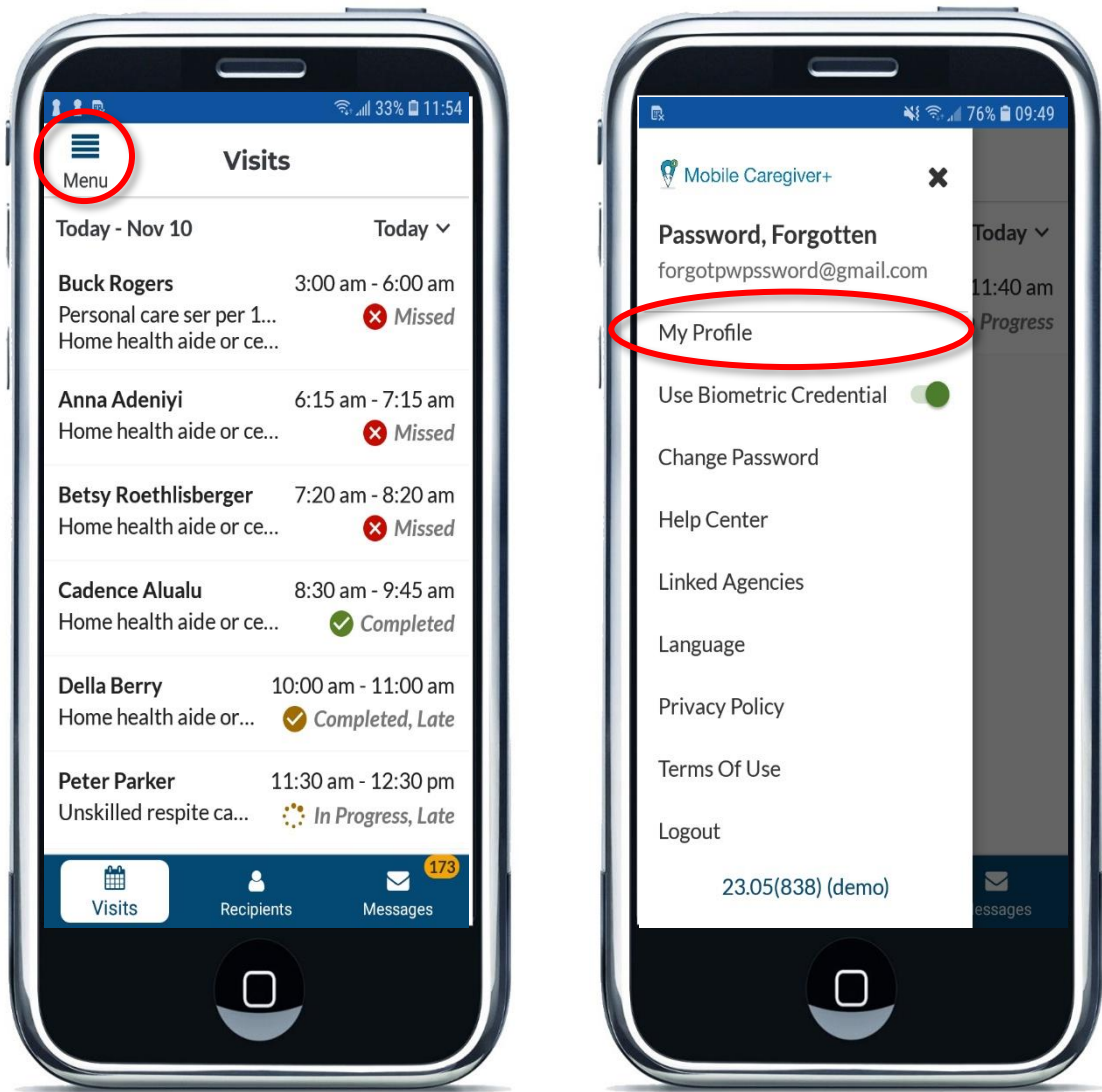 33% 11:54
Menu
Visits
Today - Nov 10 Today
Buck Rogers 3:00 am - 6:00 am
Personal care ser per 1... Missed
Home health aide or ce...
Anna Adeniyi 6:15 am - 7:15 am
Home health aide or ce... Missed
Betsy Roethlisberger 7:20 am - 8:20 am
Home health aide or ce... Missed
Cadence Alualu 8:30 am - 9:45 am
Home health aide or ce... Completed
Della Berry 10:00 am - 11:00 am
Home health aide or... Completed, Late
Peter Parker 11:30 am - 12:30 pm
Unskilled respite ca... In Progress, Late
173
Visits Recipients Messages
76% 09:49
Mobile Caregiver+
Password, Forgotten
forgotpwpssword@gmail.com
My Profile
Use Biometric Credential
Change Password
Help Center
Linked Agencies
Language
Privacy Policy
Terms Of Use
Logout
23.05(838) (demo)
Today
11:40 am
Progress
essages